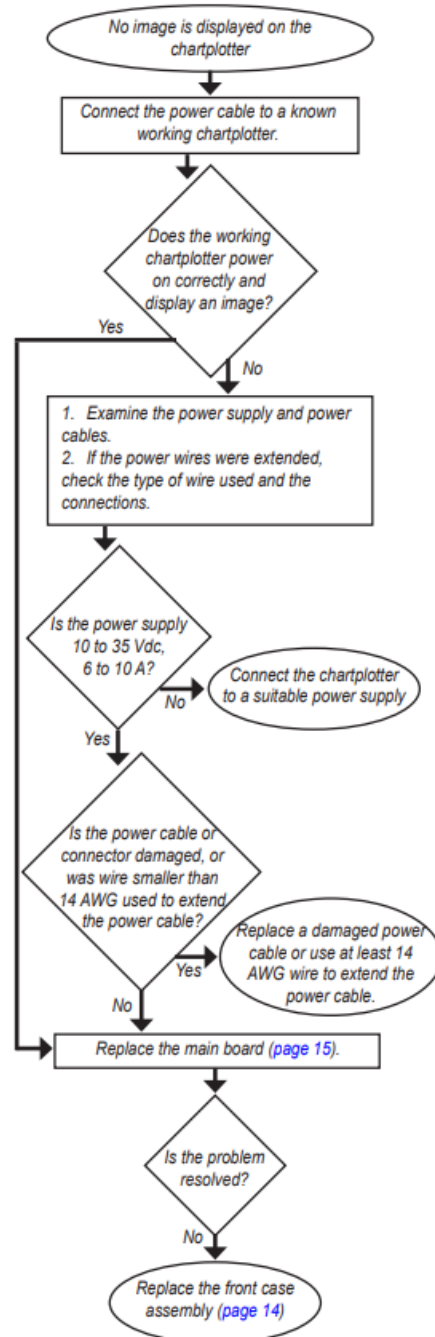 No image is displayed on the
chartplotter
Connect the power cable to a known
working chartplotter.
Does the working
chartplotter power
on correctly and
display an image?
Yes
No
1. Examine the power supply and power
cables.
2. If the power wires were extended,
check the type of wire used and the
connections.
Is the power supply
10 to 35 Vdc,
6 to 10 A?
No
Connect the chartplotter
to a suitable power supply
Yes
Is the power cable or
connector damaged, or
was wire smaller than
14 AWG used to extend
the power cable?
Yes
Replace a damaged power
cable or use at least 14
AWG wire to extend the
power cable.
No
Replace the main board (page 15).
Is the problem
resolved?
No
Replace the front case
assembly (page 14)